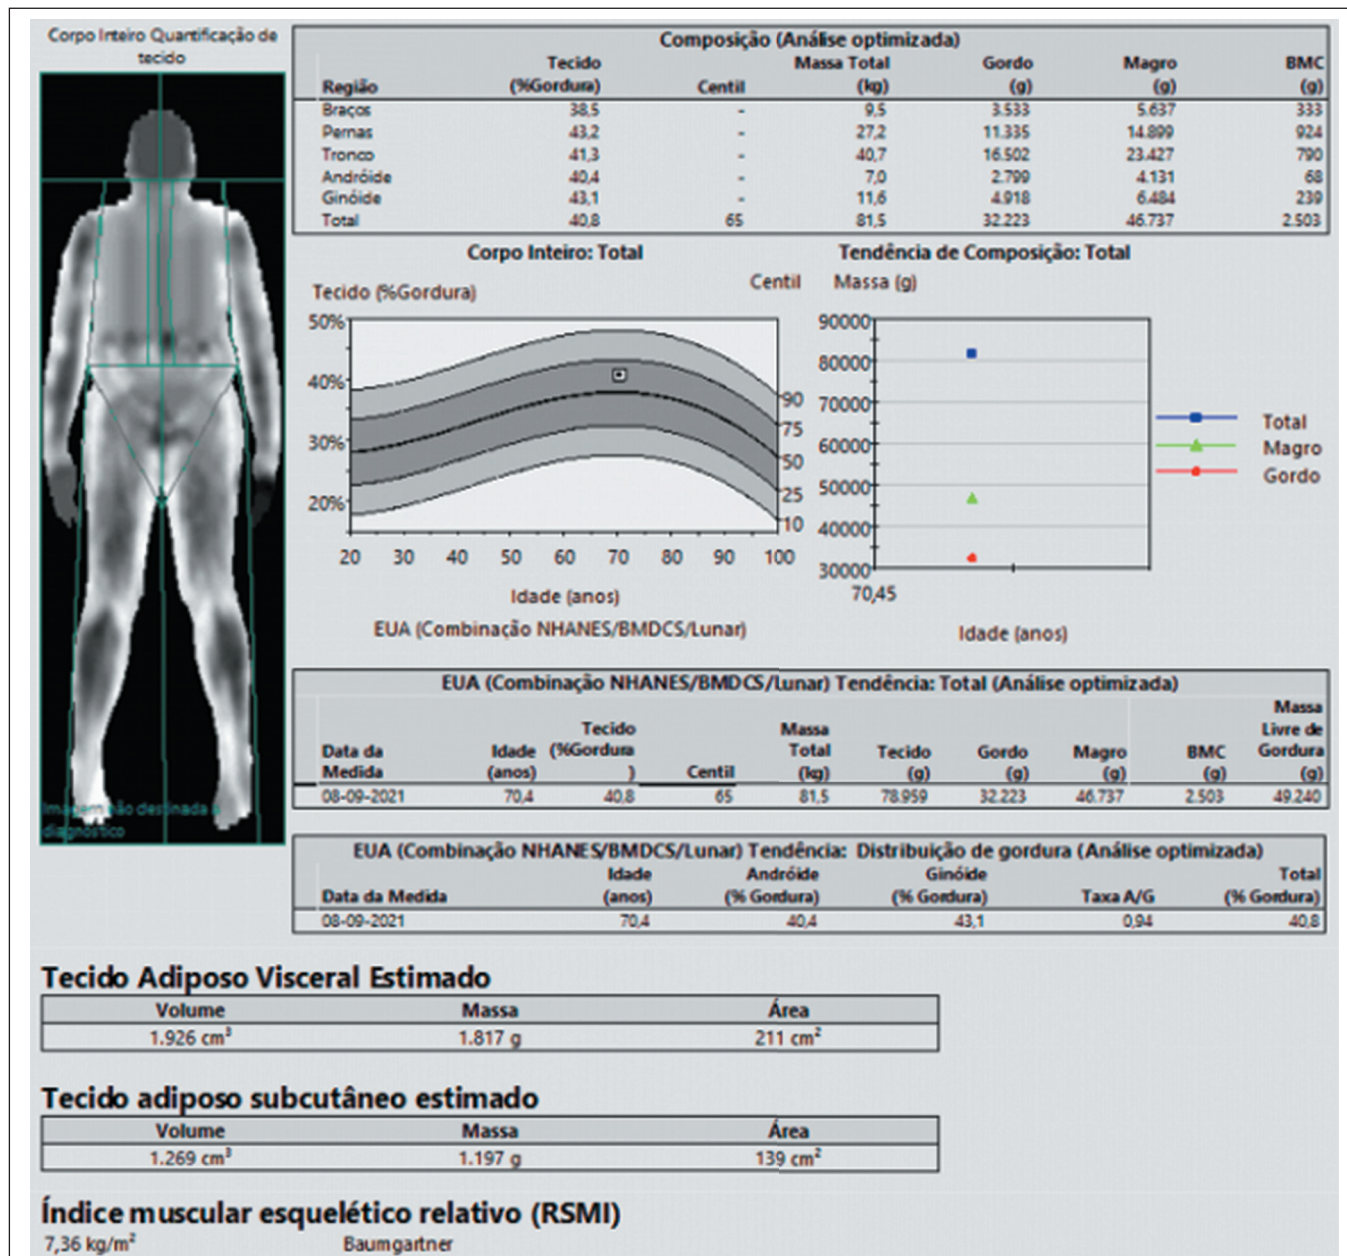 Corpo Inteiro Quantificação de
tecido
Imagem não destinada a
diagnóstico
Composição (Análise optimizada)
Tecido Massa Total Gordo Magro BMC
Região (%Gordura) Centil (kg) (g) (g) (g)
Braços 38,5 - 9,5 3.533 5.637 333
Pernas 43,2 - 27,2 11.335 14.899 924
Tronco 41,3 - 40,7 16.502 23.427 790
Andróide 40,4 - 7,0 2.799 4.131 68
Ginóide 43,1 - 11,6 4.918 6.484 239
Total 40,8 65 81,5 32.223 46.737 2.503
Corpo Inteiro: Total
Tecido (%Gordura) Centil
50%
40%
30%
20%
90
75
50
25
10
20 30 40 50 60 70 80 90 100
Idade (anos)
EUA (Combinação NHANES/BMDCS/Lunar)
Tendência de Composição: Total
Massa (g)
90000
80000
70000
60000
50000
40000
30000
70,45
Idade (anos)
Total
Magro
Gordo
EUA (Combinação NHANES/BMDCS/Lunar) Tendência: Total (Análise optimizada)
Massa
Tecido Massa Livre de
Data da Idade (%Gordura Total Tecido Gordo Magro BMC Gordura
Medida (anos) ) Centil (kg) (g) (g) (g) (g) (g)
08-09-2021 70,4 40,8 65 81,5 78.959 32.223 46.737 2.503 49.240
EUA (Combinação NHANES/BMDCS/Lunar) Tendência: Distribuição de gordura (Análise optimizada)
Idade Andróide Ginóide Total
Data da Medida (anos) (% Gordura) (% Gordura) Taxa A/G (% Gordura)
08-09-2021 70,4 40,4 43,1 0,94 40,8
Tecido Adiposo Visceral Estimado
Volume Massa Área
1.926 cm³ 1.817 g 211 cm²
Tecido adiposo subcutâneo estimado
Volume Massa Área
1.269 cm³ 1.197 g 139 cm²
Índice muscular esquelético relativo (RSMI)
7,36 kg/m² Baumgartner